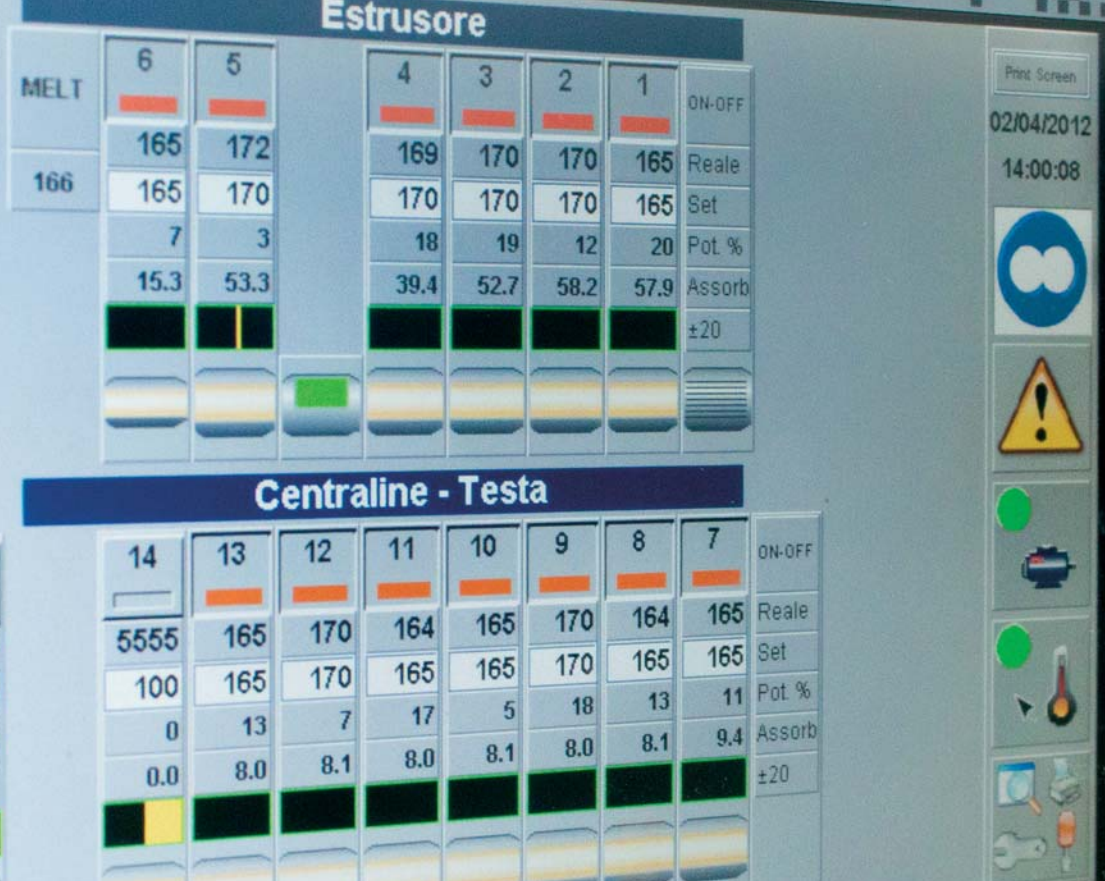 Estrusore
MELT 6 5 4 3 2 1 ON-OFF
165 172 169 170 170 165 Reale
166 165 170 170 170 170 165 Set
7 3 18 19 12 20 Pot. %
15.3 53.3 39.4 52.7 58.2 57.9 Assorb
±20
Centraline - Testa
14 13 12 11 10 9 8 7 ON-OFF
5555 165 170 164 165 170 164 165 Reale
100 165 170 165 165 170 165 165 Set
0 13 7 17 5 18 13 11 Pot. %
0.0 8.0 8.1 8.0 8.1 8.0 8.1 9.4 Assorb
±20
Print Screen
02/04/2012
14:00:08